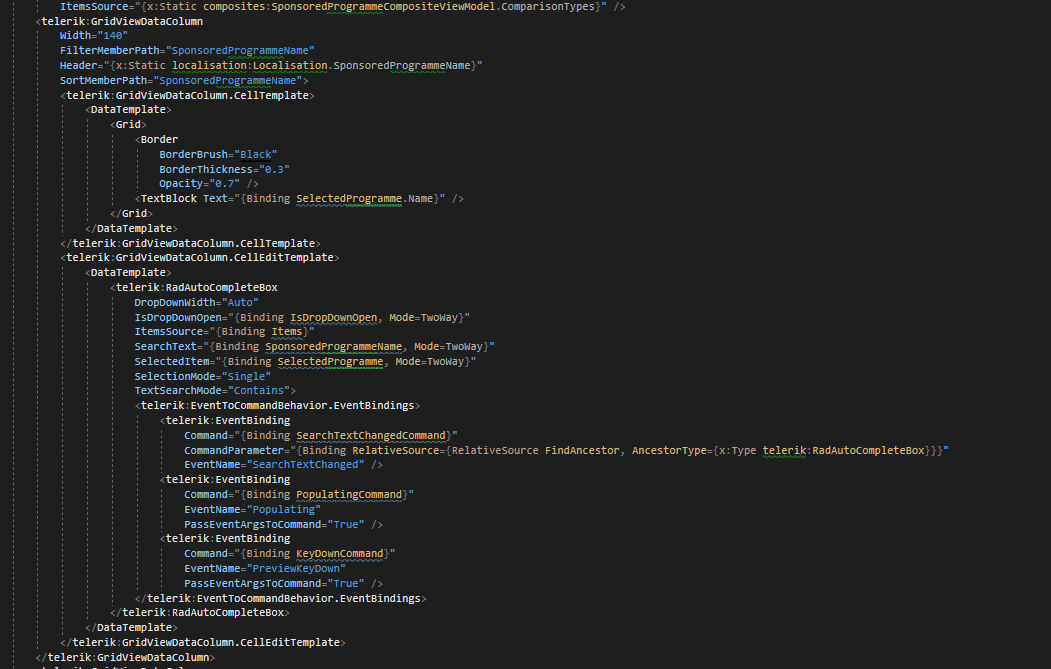 ItemsSource="{x:Static composites:SponsoredProgrammeCompositeViewModel.ComparisonTypes}" />
<telerik:GridViewDataColumn
Width="140"
FilterMemberPath="SponsoredProgrammeName"
Header="{x:Static localisation:Localisation.SponsoredProgrammeName}"
SortMemberPath="SponsoredProgrammeName">
<telerik:GridViewDataColumn.CellTemplate>
<DataTemplate>
<Grid>
<Border
BorderBrush="Black"
BorderThickness="0.3"
Opacity="0.7" />
<TextBlock Text="{Binding SelectedProgramme.Name}" />
</Grid>
</DataTemplate>
</telerik:GridViewDataColumn.CellTemplate>
<telerik:GridViewDataColumn.CellEditTemplate>
<DataTemplate>
<telerik:RadAutoCompleteBox
DropDownWidth="Auto"
IsDropDownOpen="{Binding IsDropDownOpen, Mode=TwoWay}"
ItemsSource="{Binding Items}"
SearchText="{Binding SponsoredProgrammeName, Mode=TwoWay}"
SelectedItem="{Binding SelectedProgramme, Mode=TwoWay}"
SelectionMode="Single"
TextSearchMode="Contains">
<telerik:EventToCommandBehavior.EventBindings>
<telerik:EventBinding
Command="{Binding SearchTextChangedCommand}"
CommandParameter="{Binding RelativeSource={RelativeSource FindAncestor, AncestorType={x:Type telerik:RadAutoCompleteBox}}}"
EventName="SearchTextChanged" />
<telerik:EventBinding
Command="{Binding PopulatingCommand}"
EventName="Populating"
PassEventArgsToCommand="True" />
<telerik:EventBinding
Command="{Binding KeyDownCommand}"
EventName="PreviewKeyDown"
PassEventArgsToCommand="True" />
</telerik:EventToCommandBehavior.EventBindings>
</telerik:RadAutoCompleteBox>
</DataTemplate>
</telerik:GridViewDataColumn.CellEditTemplate>
</telerik:GridViewDataColumn>